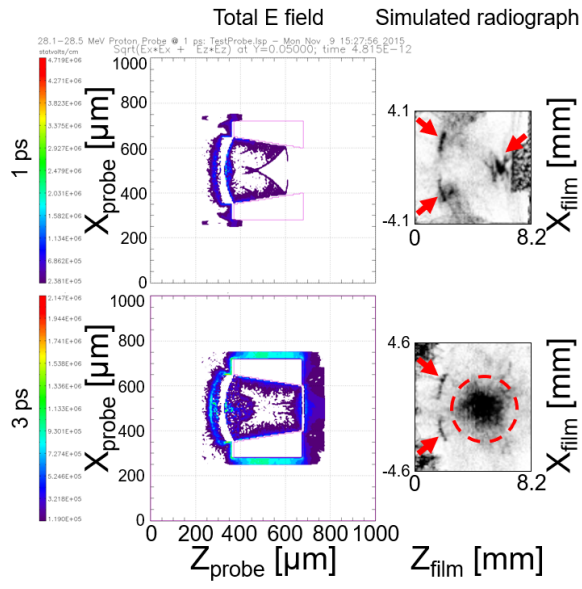 Total E field
Simulated radiograph
28.1-28.5 MeV Proton Probe @ 1 ps: TestProbe.lsp - Mon Nov 9 15:27:56 2015
Sqrt(Ex*Ex + Ez*Ez) at Y=0.05000; time 4.815E-12
statvolts/cm
4.719E+06
4.271E+06
3.823E+06
3.375E+06
2.927E+06
2.479E+06
2.031E+06
1.582E+06
1.134E+06
6.862E+05
2.381E+05
1 ps
Xprobe [µm]
1000
800
600
400
200
0
4.1
-4.1
0
8.2
Xfilm [mm]
2.147E+06
1.944E+06
1.741E+06
1.538E+06
1.336E+06
1.133E+06
9.301E+05
7.274E+05
5.246E+05
3.218E+05
1.190E+05
3 ps
Xprobe [µm]
1000
800
600
400
200
0
0 200 400 600 800 1000
Zprobe [µm]
4.6
-4.6
0
8.2
Xfilm [mm]
Zfilm [mm]